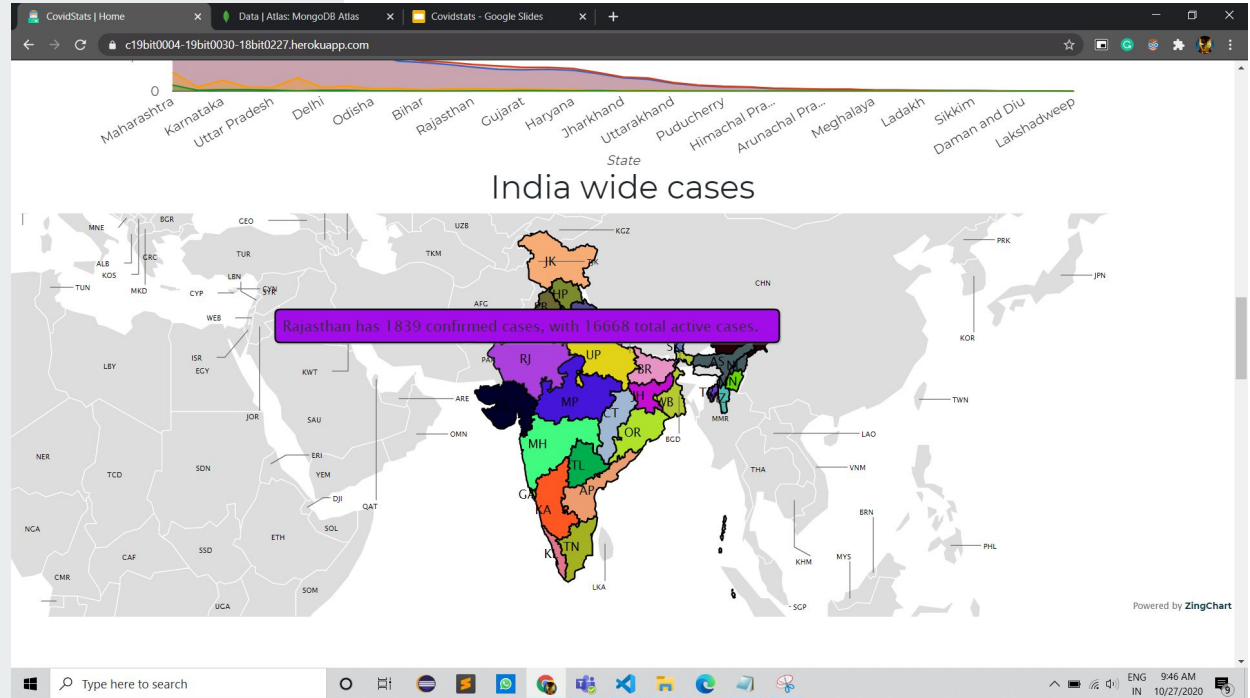 CovidStats | Home
Data | Atlas: MongoDB Atlas
Covidstats - Google Slides
c19bit0004-19bit0030-18bit0227.herokuapp.com
0
Maharashtra
Karnataka
Uttar Pradesh
Delhi
Odisha
Bihar
Rajasthan
Gujarat
Haryana
Jharkhand
Uttarakhand
Puducherry
Himachal Pra...
Arunachal Pra...
Meghalaya
Ladakh
Sikkim
Daman and Diu
Lakshadweep
State
India wide cases
MNE
BGR
GEO
UZB
KGZ
PRK
ALB
GRC
TUR
TKM
JK
KOS
LBN
CHN
JPN
TUN
MKD
CYP
SYR
AFG
HP
WEB
Rajasthan has 1839 confirmed cases, with 16668 total active cases.
KOR
ISR
LBY
EGY
KWT
RJ
UP
BR
AS
ARE
MP
JH
WB
CT
MMR
TWN
JOR
SAU
OMN
MH
OR
BGD
LAO
NER
TCD
SDN
ERI
YEM
TL
THA
VNM
DJI
QAT
GA
KA
AP
BRN
NGA
SOL
CAF
SSD
ETH
TN
KHM
MYS
PHL
CMR
SOM
LKA
UGA
SGP
Powered by ZingChart
Type here to search
ENG
9:46 AM
IN
10/27/2020